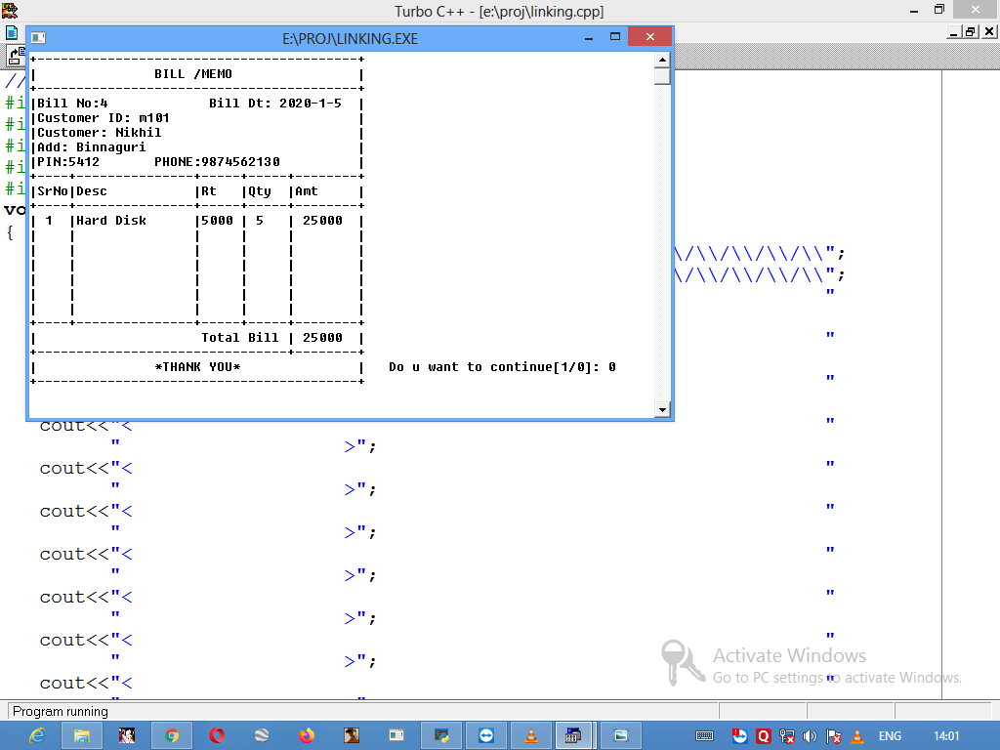 Turbo C++ - [e:\proj\linking.cpp]
E:\PROJ\LINKING.EXE
BILL /MEMO
Bill No:4 Bill Dt: 2020-1-5
Customer ID: m101
Customer: Nikhil
Add: Binnaguri
PIN:5412 PHONE:9874562130
SrNo|Desc |Rt |Qty |Amt
1 |Hard Disk |5000 | 5 | 25000
Total Bill | 25000
*THANK YOU* Do u want to continue[1/0]: 0
//
#i
#i
#i
#i
#i
vo
{
\/\\/\\/\\/\\";
\/\\/\\/\\/\\";
"
"
"
cout<<"< "
" >";
cout<<"< "
" >";
cout<<"< "
" >";
cout<<"< "
" >";
cout<<"< "
" >";
cout<<"< "
" >";
cout<<"< "
Activate Windows
Go to PC settings to activate Windows.
Program running
ENG 14:01